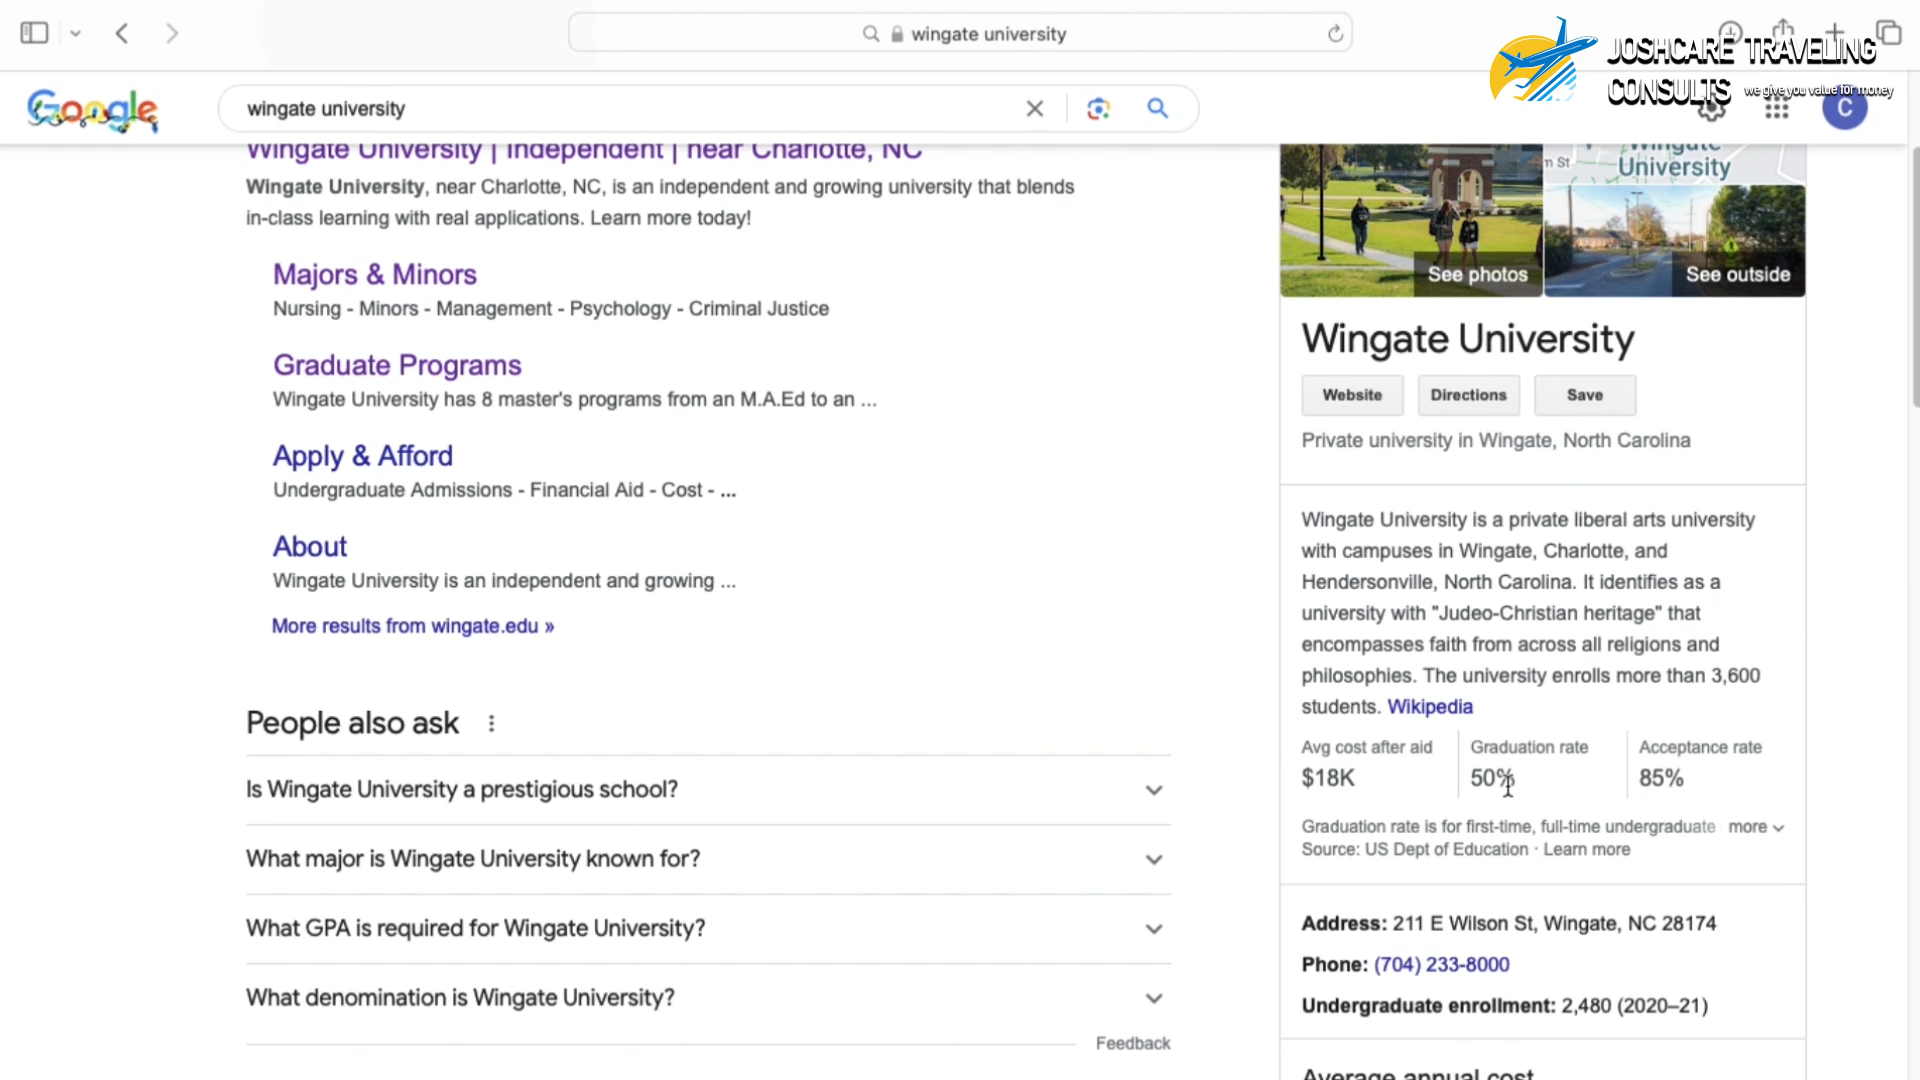 wingate university
JOSHCARE TRAVELING
CONSULTS we give you value for money
Google
wingate university
C
Wingate University | Independent | near Charlotte, NC
Wingate University, near Charlotte, NC, is an independent and growing university that blends
in-class learning with real applications. Learn more today!
Majors & Minors
Nursing - Minors - Management - Psychology - Criminal Justice
Graduate Programs
Wingate University has 8 master's programs from an M.A.Ed to an ...
Apply & Afford
Undergraduate Admissions - Financial Aid - Cost - ...
About
Wingate University is an independent and growing ...
More results from wingate.edu »
People also ask
Is Wingate University a prestigious school?
What major is Wingate University known for?
What GPA is required for Wingate University?
What denomination is Wingate University?
Feedback
m St
Wingate
University
See photos
See outside
Wingate University
Website
Directions
Save
Private university in Wingate, North Carolina
Wingate University is a private liberal arts university
with campuses in Wingate, Charlotte, and
Hendersonville, North Carolina. It identifies as a
university with "Judeo-Christian heritage" that
encompasses faith from across all religions and
philosophies. The university enrolls more than 3,600
students. Wikipedia
Avg cost after aid
$18K
Graduation rate
50%
Acceptance rate
85%
Graduation rate is for first-time, full-time undergraduate more
Source: US Dept of Education · Learn more
Address: 211 E Wilson St, Wingate, NC 28174
Phone: (704) 233-8000
Undergraduate enrollment: 2,480 (2020–21)
Average annual cost